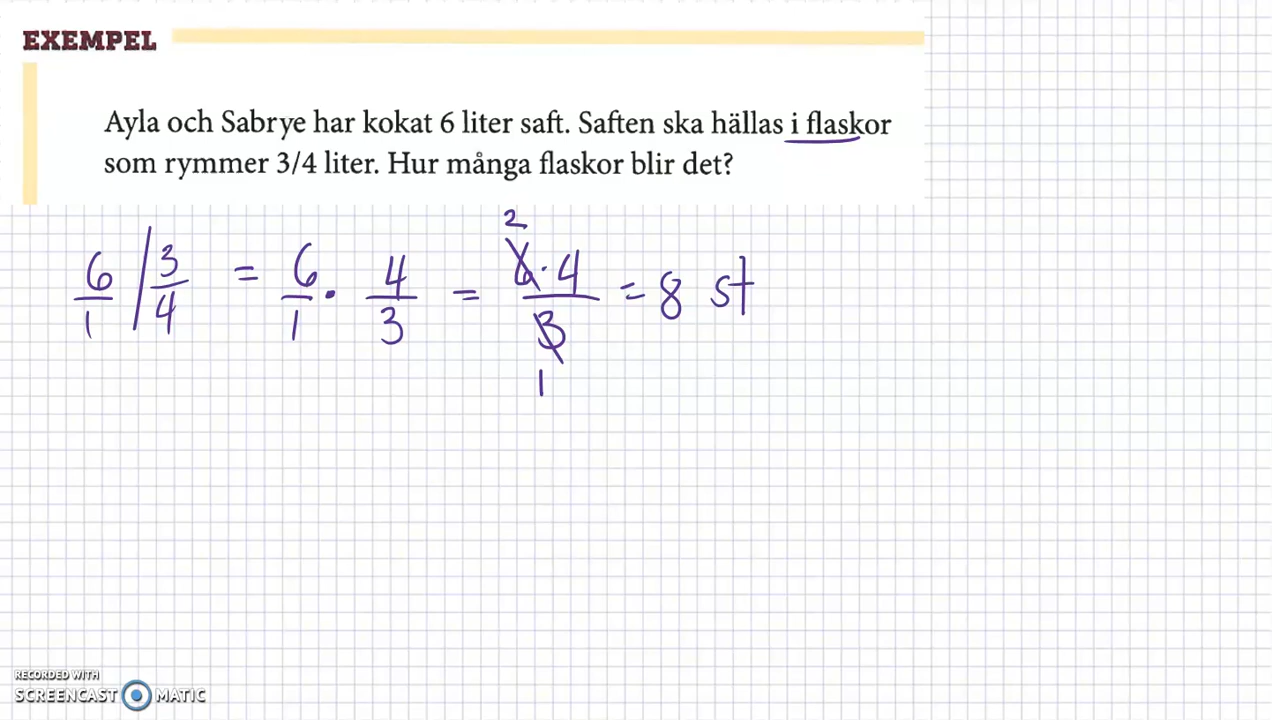 EXEMPEL
Ayla och Sabrye har kokat 6 liter saft. Saften ska hällas i flaskor
som rymmer 3/4 liter. Hur många flaskor blir det?
2
6/1 / 3/4 = 6/1 · 4/3 = 6·4/3 = 8 st
1
RECORDED WITH
SCREENCAST MATIC